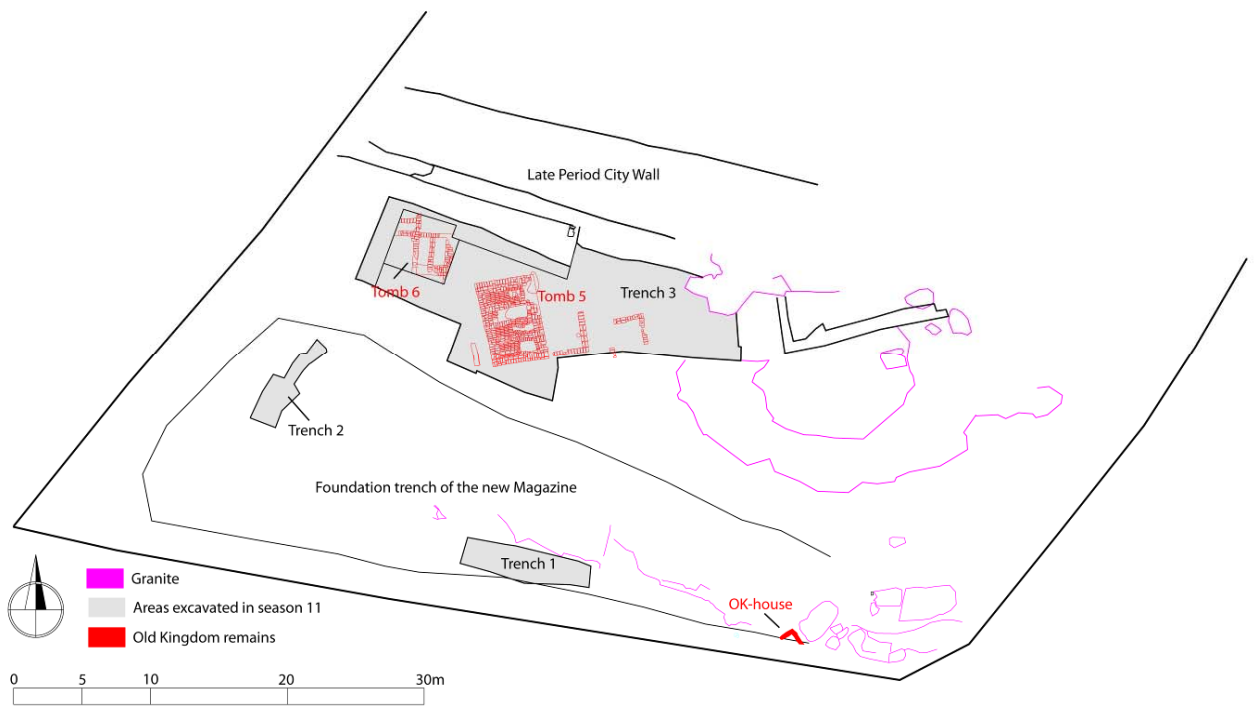 Late Period City Wall
Tomb 6
Tomb 5
Trench 3
Trench 2
Foundation trench of the new Magazine
Trench 1
OK-house
Granite
Areas excavated in season 11
Old Kingdom remains
0 5 10 20 30m